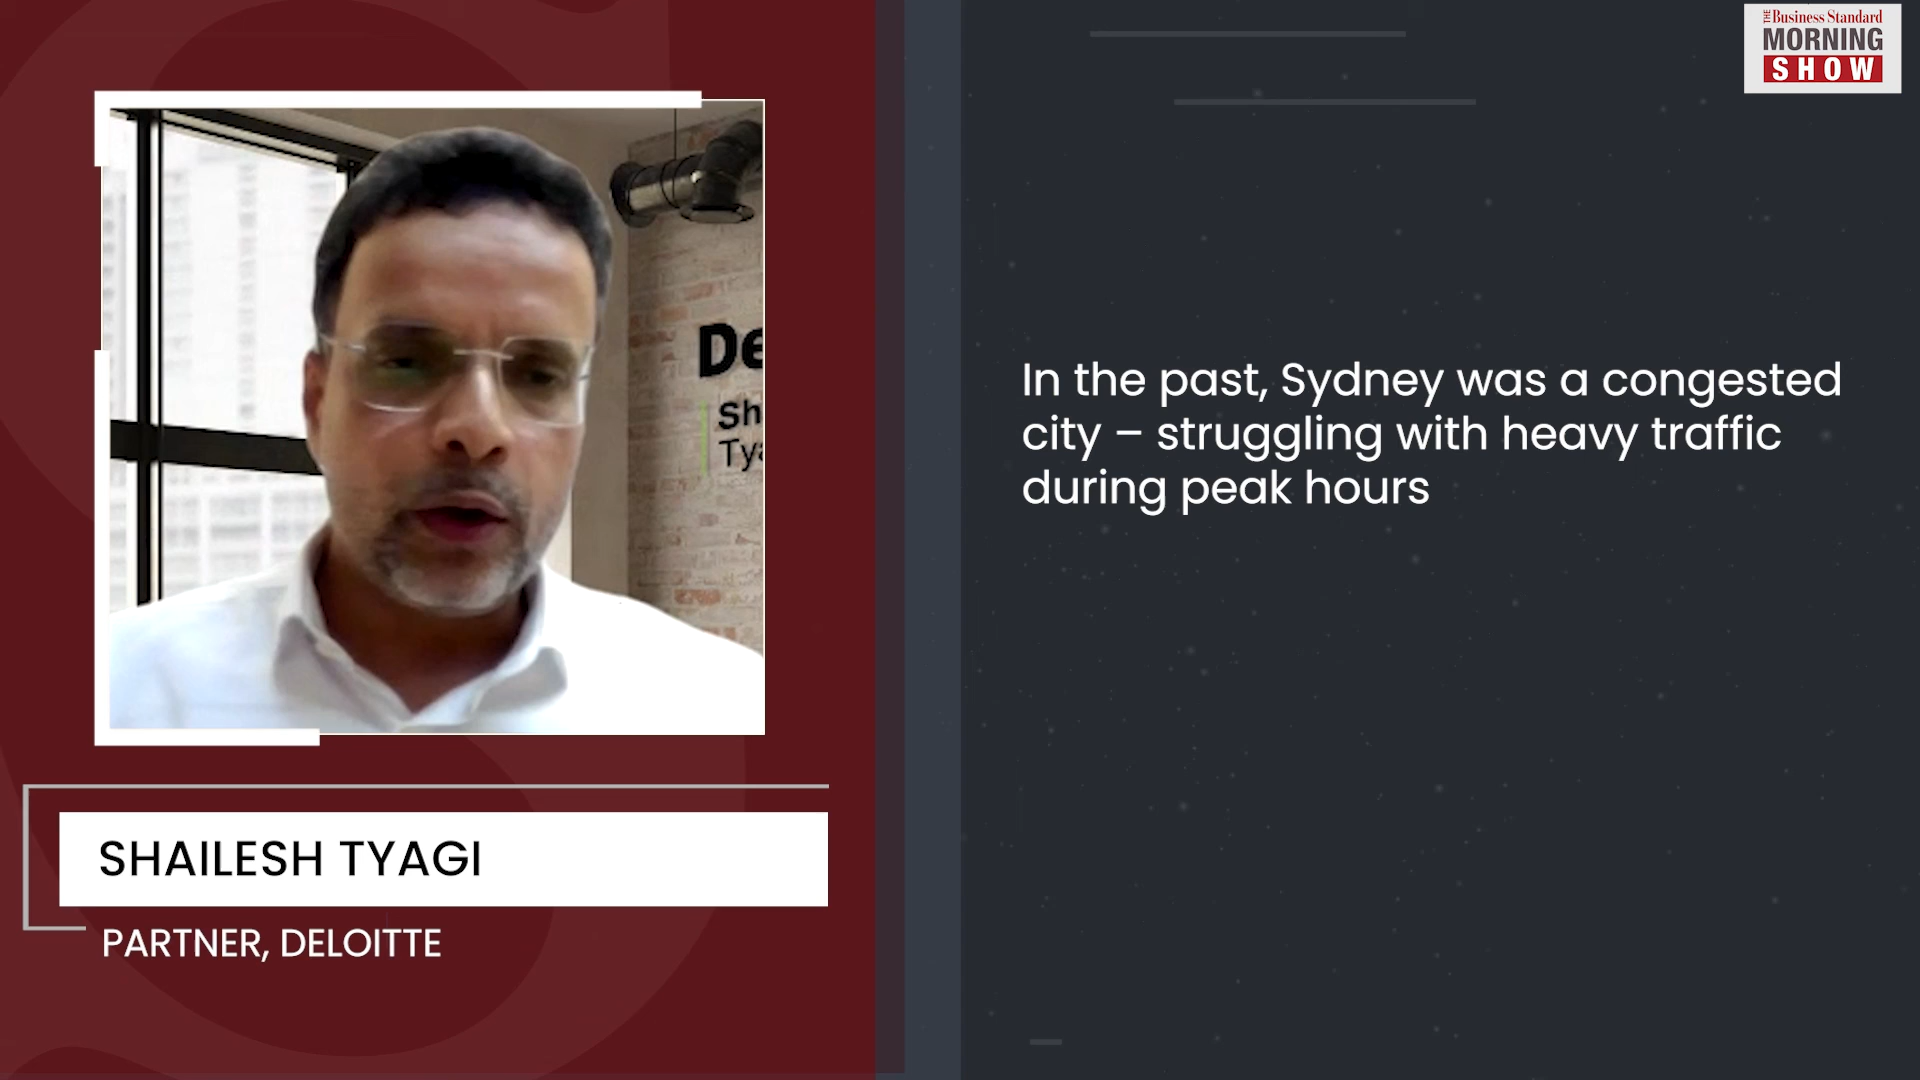 THE Business Standard
MORNING
SHOW
De
Sh
Tya
In the past, Sydney was a congested
city – struggling with heavy traffic
during peak hours
SHAILESH TYAGI
PARTNER, DELOITTE